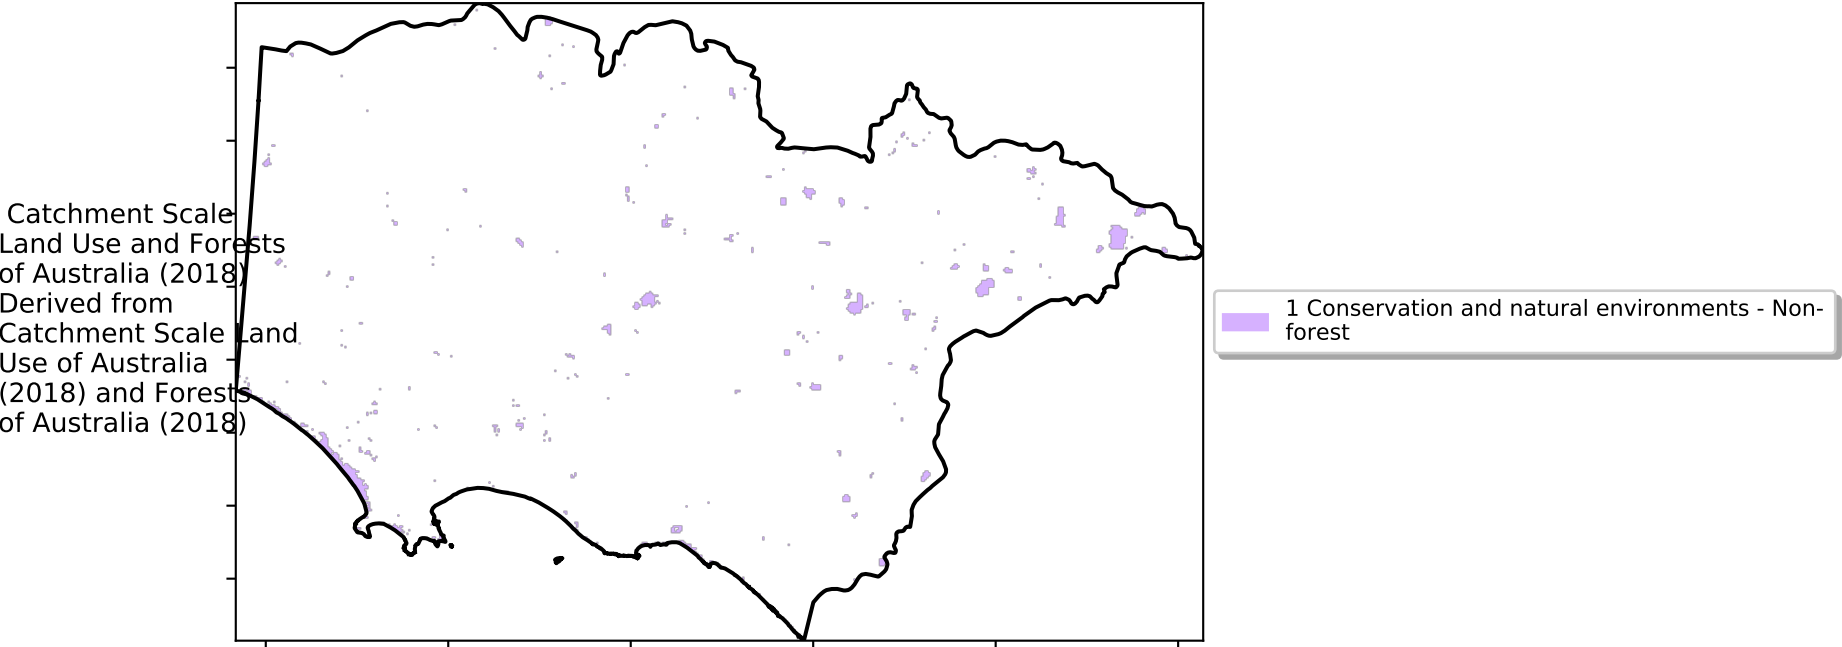 Catchment Scale
Land Use and Forests
of Australia (2018)
Derived from
Catchment Scale Land
Use of Australia
(2018) and Forests
of Australia (2018)
1 Conservation and natural environments - Non-
forest